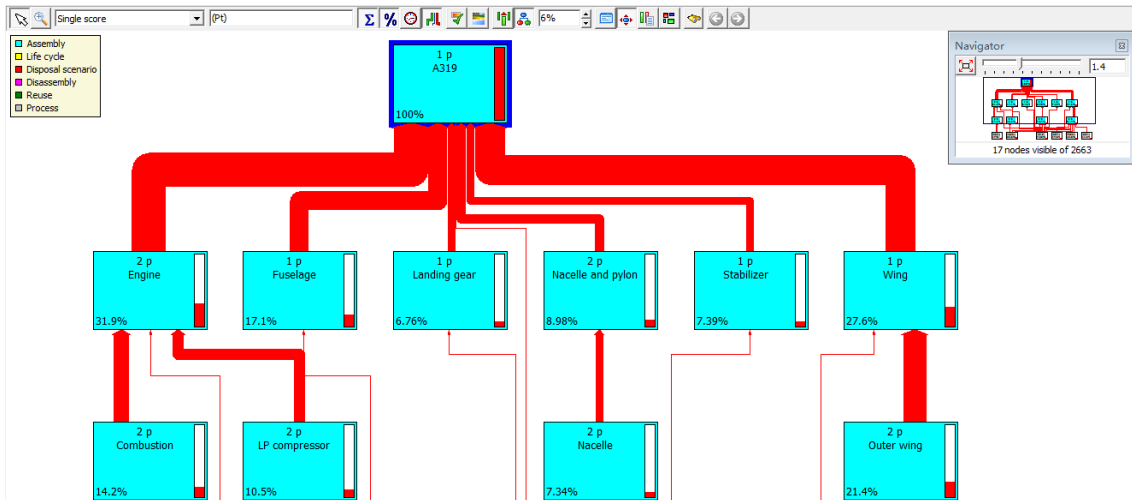 Single score
(Pt)
Σ
%
6%
Assembly
Life cycle
Disposal scenario
Disassembly
Reuse
Process
Navigator
1.4
17 nodes visible of 2663
1 p
A319
100%
2 p
Engine
31.9%
1 p
Fuselage
17.1%
1 p
Landing gear
6.76%
2 p
Nacelle and pylon
8.98%
1 p
Stabilizer
7.39%
1 p
Wing
27.6%
2 p
Combustion
14.2%
2 p
LP compressor
10.5%
2 p
Nacelle
7.34%
2 p
Outer wing
21.4%